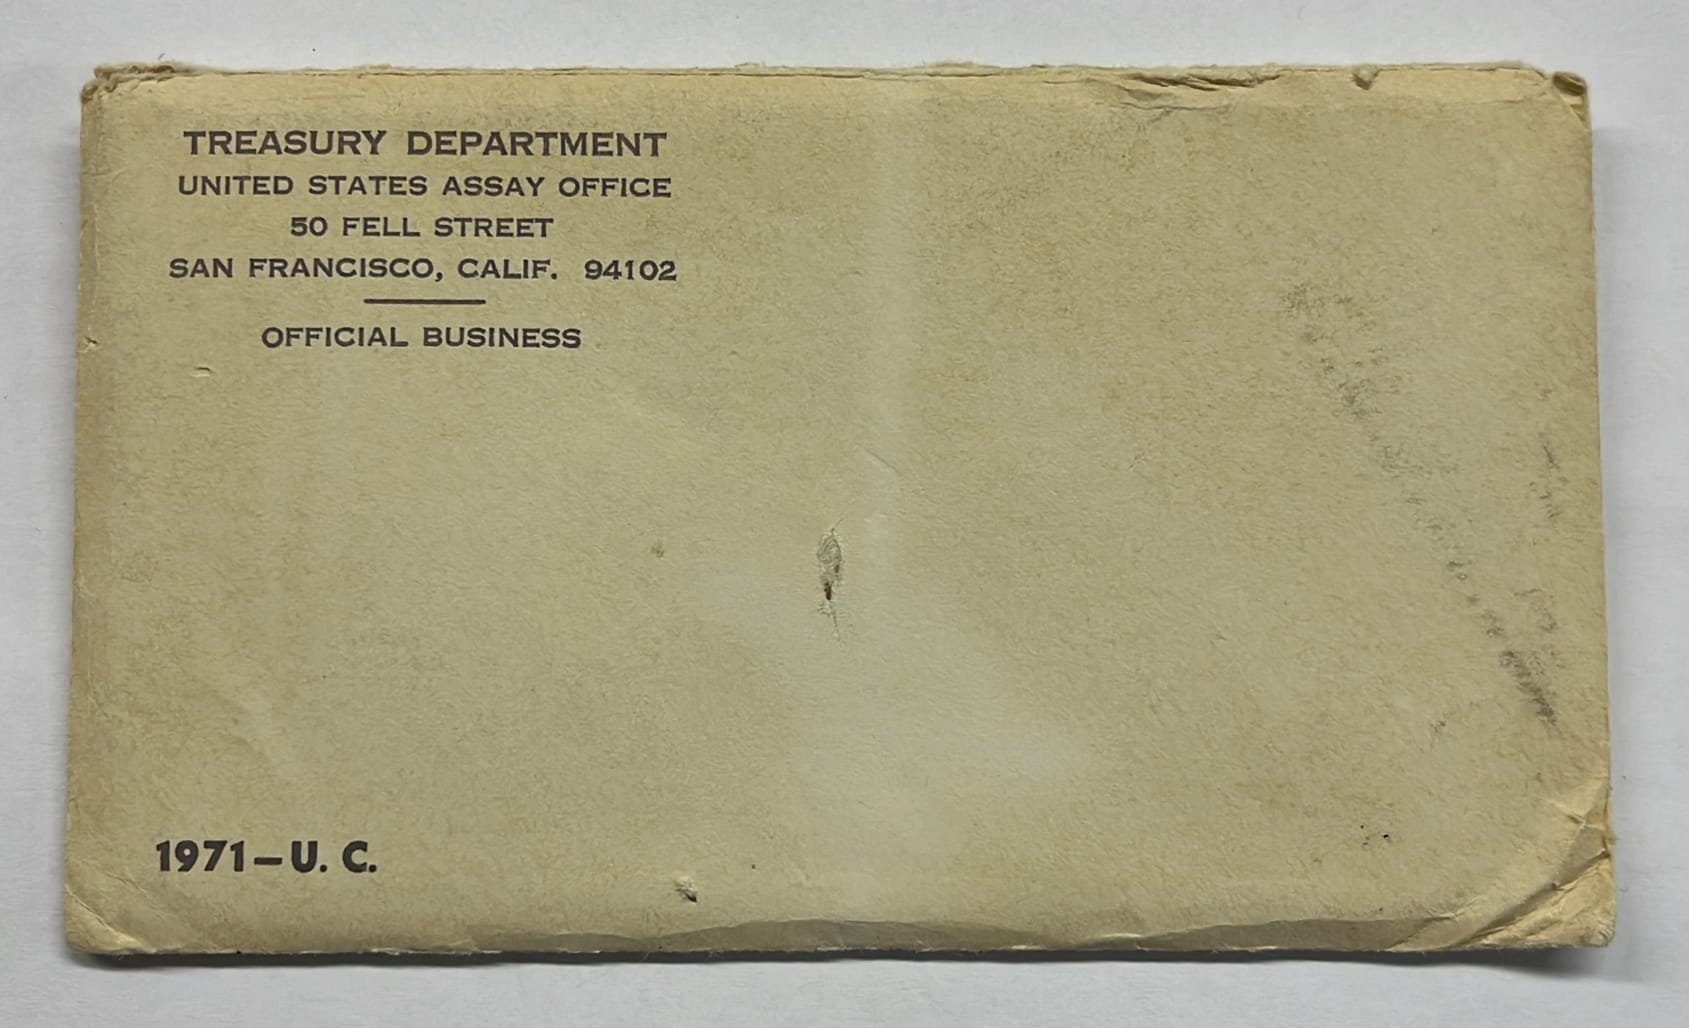 TREASURY DEPARTMENT
UNITED STATES ASSAY OFFICE
50 FELL STREET
SAN FRANCISCO, CALIF. 94102
OFFICIAL BUSINESS
1971–U. C.